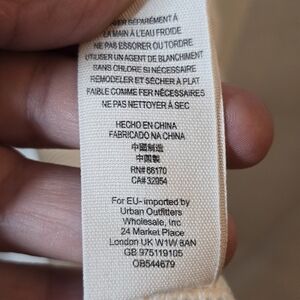 SÉPARÉMENT À
LA MAIN À L'EAU FROIDE
NE PAS ESSORER OU TORDRE
UTILISER UN AGENT DE BLANCHIMENT
SANS CHLORE SI NÉCESSAIRE
REMODELER ET SÉCHER À PLAT
FAIBLE COMME FER NÉCESSAIRES
NE PAS NETTOYER À SEC
HECHO EN CHINA
FABRICADO NA CHINA
中國制造
中国製
RN# 66170
CA# 32054
For EU- imported by
Urban Outfitters
Wholesale, Inc
24 Market Place
London UK W1W 8AN
GB 975119105
OB544679